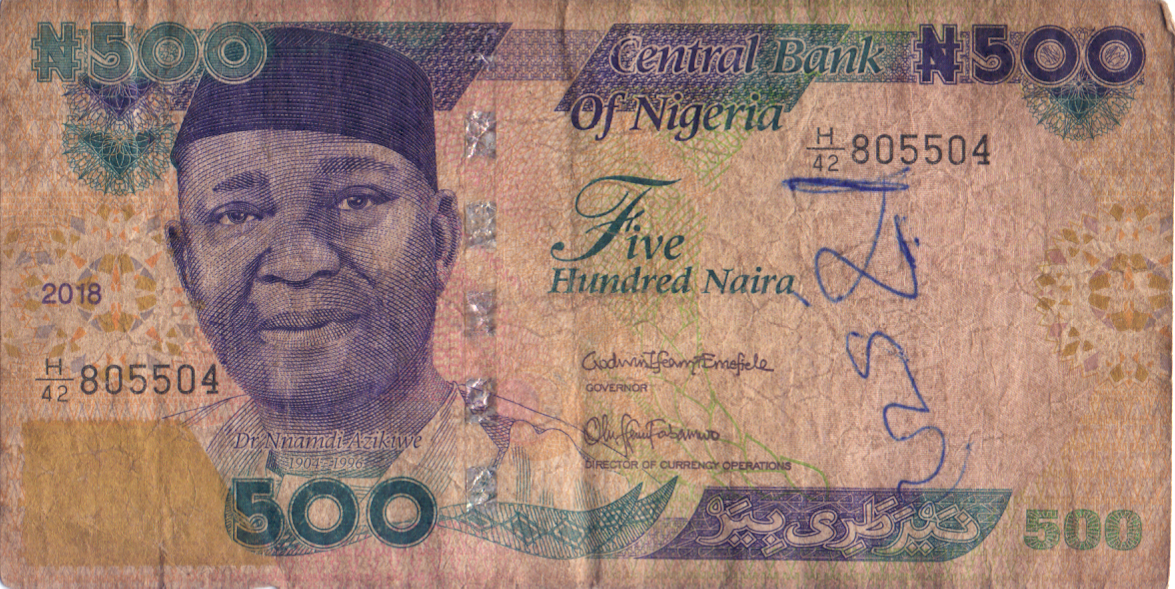 ₦500
Central Bank
Of Nigeria
₦500
H/42 805504
Five
Hundred Naira
2018
H/42 805504
GOVERNOR
Dr. Nnamdi Azikiwe
1904-1996
DIRECTOR OF CURRENCY OPERATIONS
500
نَيْرَ طَرِى بِيَرْ
500